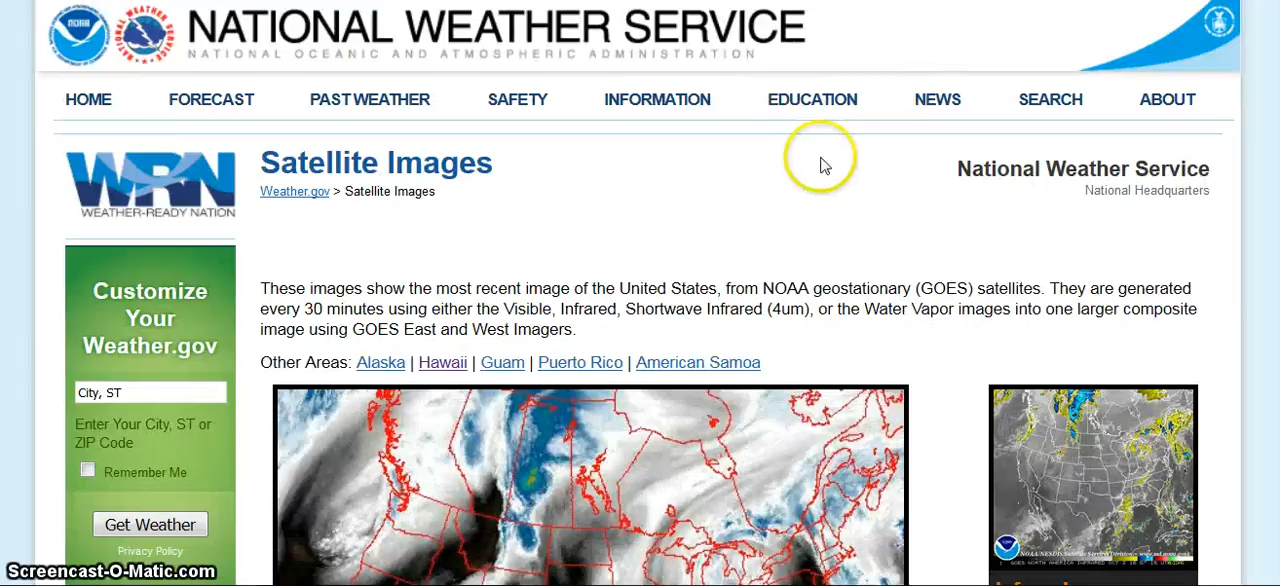 NATIONAL WEATHER SERVICE
NATIONAL OCEANIC AND ATMOSPHERIC ADMINISTRATION
HOME FORECAST PAST WEATHER SAFETY INFORMATION EDUCATION NEWS SEARCH ABOUT
WRN
WEATHER-READY NATION
Satellite Images
Weather.gov > Satellite Images
National Weather Service
National Headquarters
Customize
Your
Weather.gov
City, ST
Enter Your City, ST or
ZIP Code
Remember Me
Get Weather
Privacy Policy
These images show the most recent image of the United States, from NOAA geostationary (GOES) satellites. They are generated
every 30 minutes using either the Visible, Infrared, Shortwave Infrared (4um), or the Water Vapor images into one larger composite
image using GOES East and West Imagers.
Other Areas: Alaska | Hawaii | Guam | Puerto Rico | American Samoa
Screencast-O-Matic.com